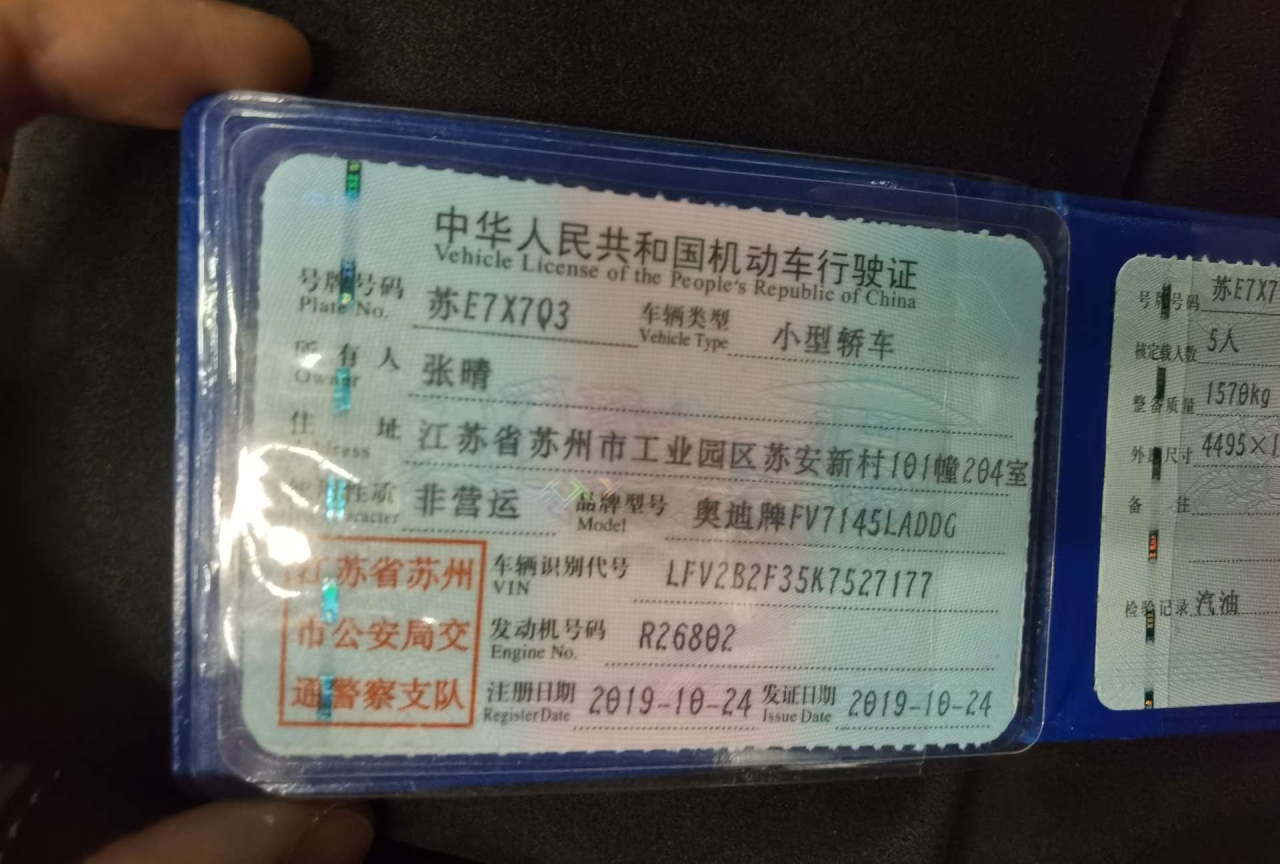 中华人民共和国机动车行驶证
Vehicle License of the People's Republic of China
号牌号码 苏E7X7Q3 车辆类型 小型轿车
Plate No. Vehicle Type
所有人 张晴
Owner
住址 江苏省苏州市工业园区苏安新村101幢204室
Address
性质 非营运 品牌型号 奥迪牌FV7145LADDG
Character Model
江苏省苏州
市公安局交
通警察支队
车辆识别代号 LFV2B2F35K7527177
VIN
发动机号码 R26802
Engine No.
注册日期 2019-10-24 发证日期 2019-10-24
Register Date Issue Date
号牌号码 苏E7X7
核定载人数 5人
整备质量 1570kg
外廓尺寸 4495×1
备注
检验记录 汽油